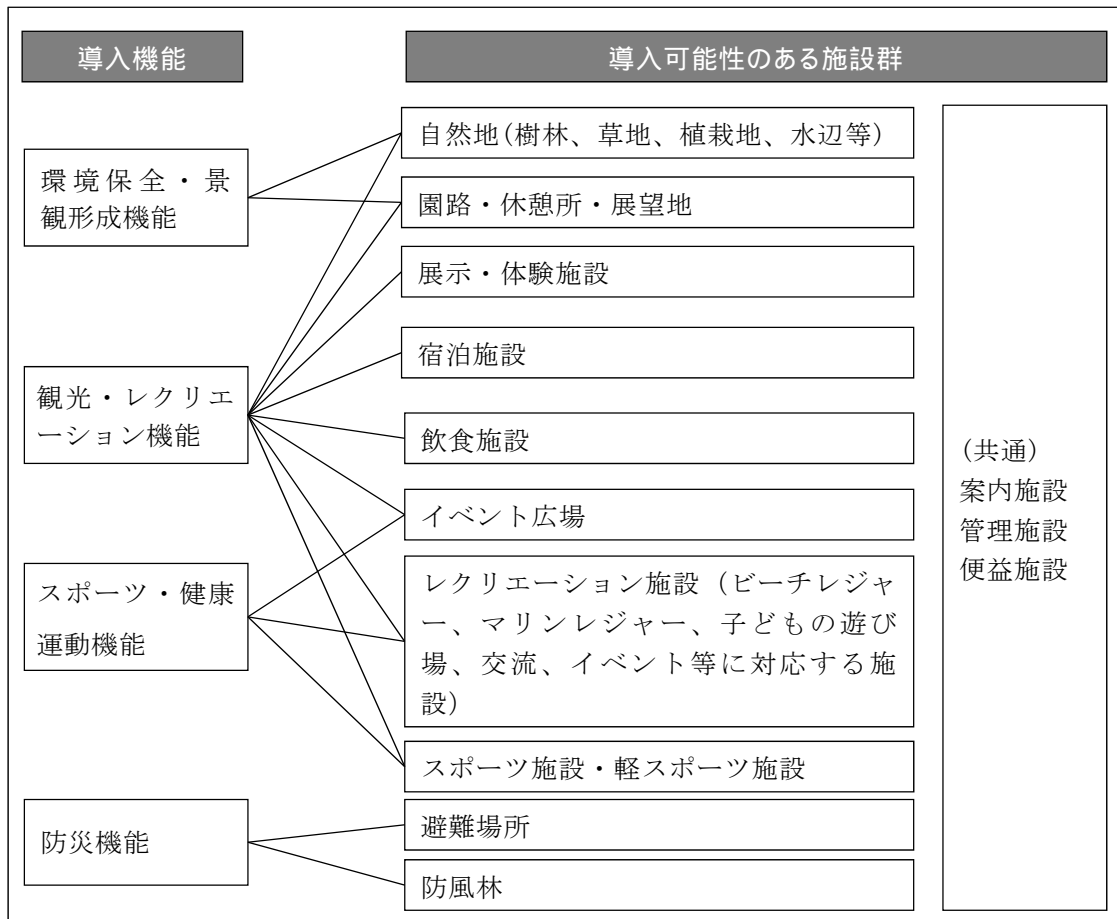 導入機能
導入可能性のある施設群
環境保全・景
観形成機能
観光・レクリエ
ーション機能
スポーツ・健康
運動機能
防災機能
自然地(樹林、草地、植栽地、水辺等)
園路・休憩所・展望地
展示・体験施設
宿泊施設
飲食施設
イベント広場
レクリエーション施設（ビーチレジャ
ー、マリンレジャー、子どもの遊び
場、交流、イベント等に対応する施
設）
スポーツ施設・軽スポーツ施設
避難場所
防風林
(共通)
案内施設
管理施設
便益施設